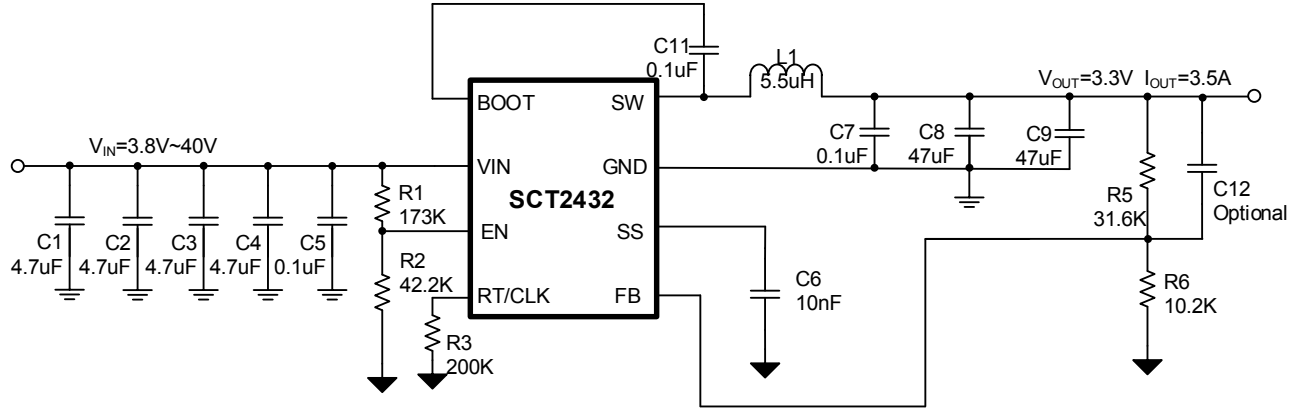 C11
0.1uF
L1
5.5uH
VOUT=3.3V IOUT=3.5A
BOOT
SW
VIN=3.8V~40V
VIN
GND
SCT2432
EN
SS
RT/CLK
FB
C7
0.1uF
C8
47uF
C9
47uF
R5
31.6K
C12
Optional
R1
173K
C1
4.7uF
C2
4.7uF
C3
4.7uF
C4
4.7uF
C5
0.1uF
R2
42.2K
C6
10nF
R6
10.2K
R3
200K